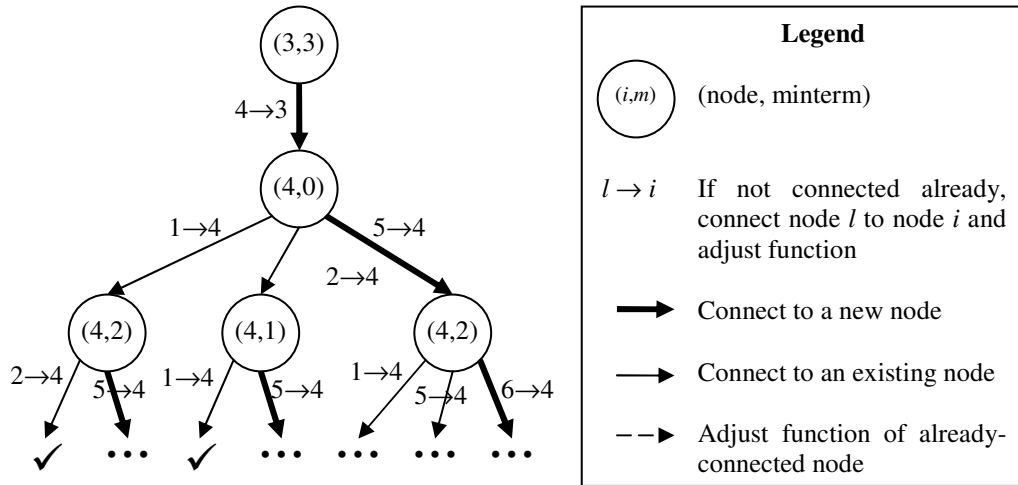 (3,3)
4→3
(4,0)
1→4
5→4
2→4
(4,2)
(4,1)
(4,2)
2→4
5→4
1→4
5→4
1→4
5→4
6→4
Legend
(i,m)
(node, minterm)
l → i
If not connected already,
connect node l to node i and
adjust function
Connect to a new node
Connect to an existing node
Adjust function of already-
connected node